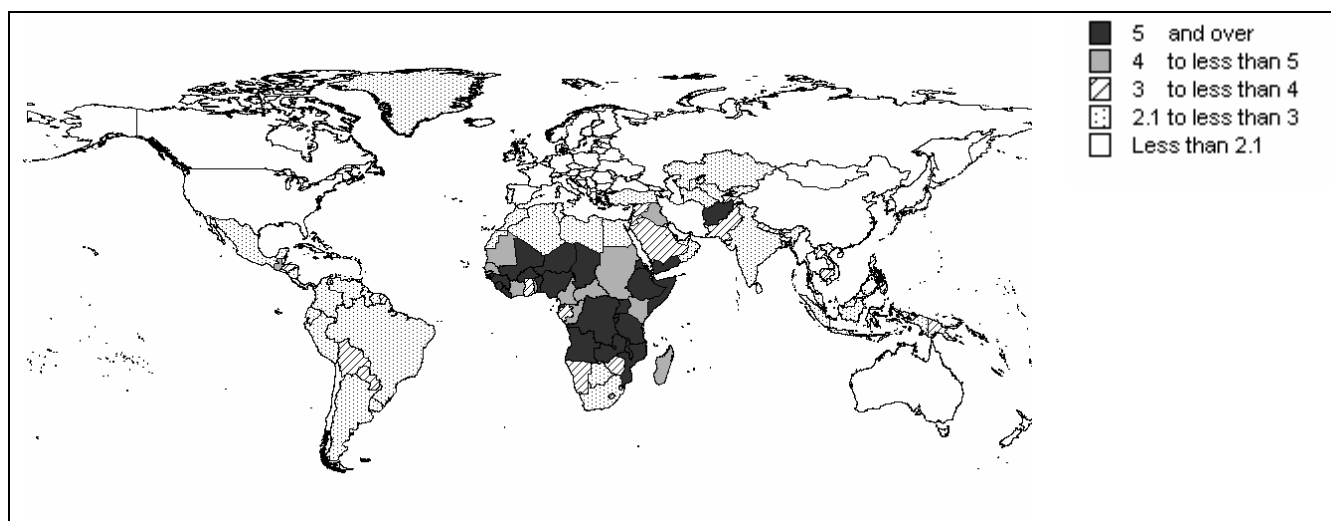 5 and over
4 to less than 5
3 to less than 4
2.1 to less than 3
Less than 2.1